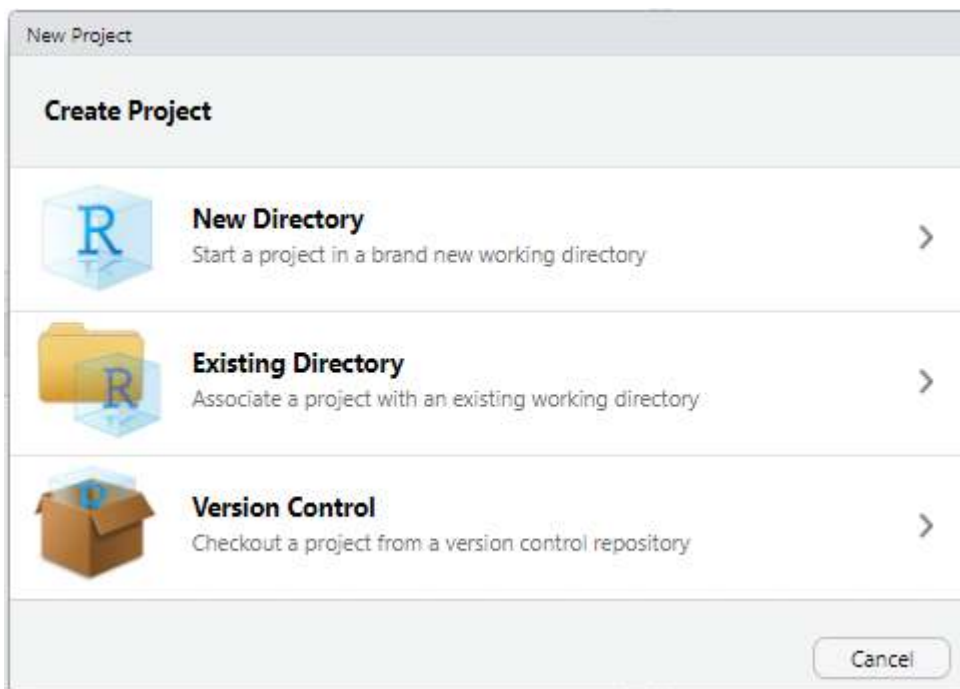 New Project
Create Project
R
New Directory
Start a project in a brand new working directory
R
Existing Directory
Associate a project with an existing working directory
Version Control
Checkout a project from a version control repository
Cancel